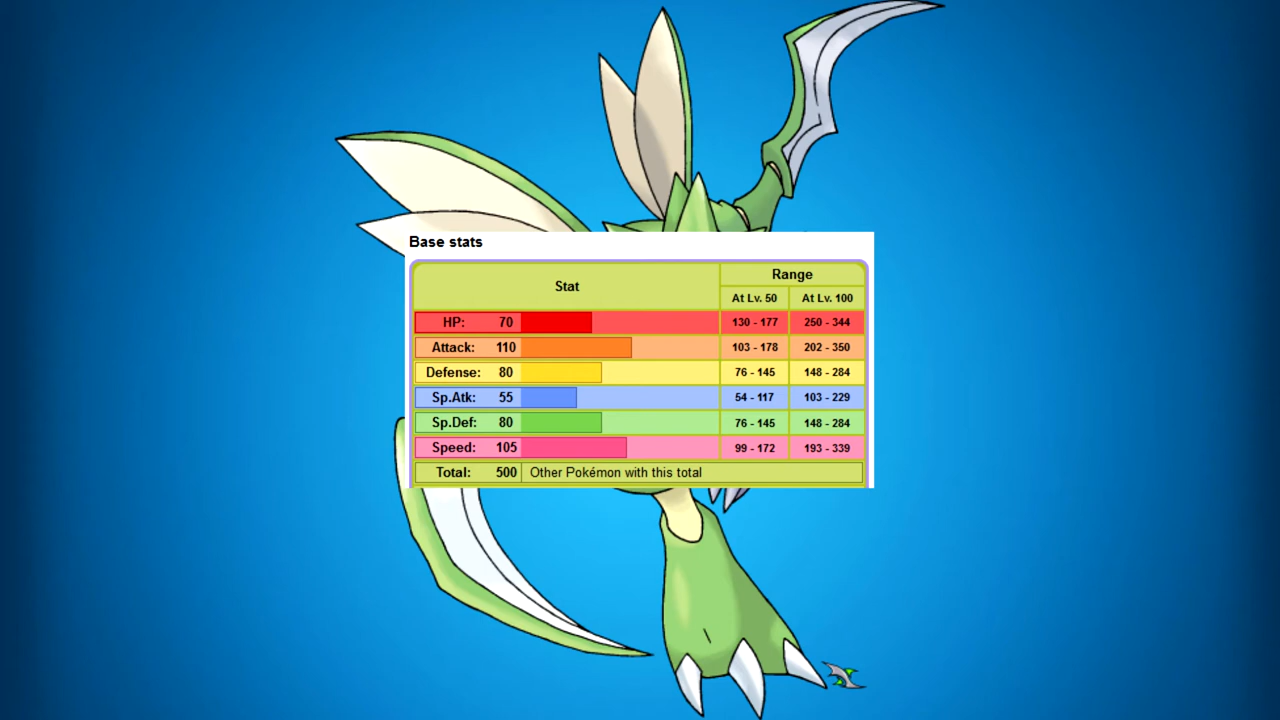 Base stats
Stat Range
At Lv. 50 At Lv. 100
HP: 70 130 - 177 250 - 344
Attack: 110 103 - 178 202 - 350
Defense: 80 76 - 145 148 - 284
Sp.Atk: 55 54 - 117 103 - 229
Sp.Def: 80 76 - 145 148 - 284
Speed: 105 99 - 172 193 - 339
Total: 500 Other Pokémon with this total